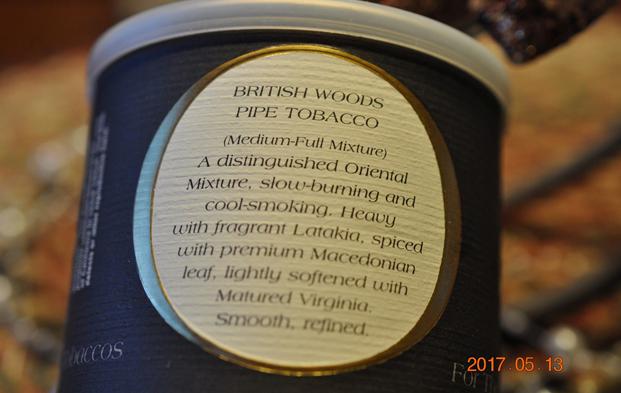 BRITISH WOODS
PIPE TOBACCO
(Medium-Full Mixture)
A distinguished Oriental
Mixture, slow-burning and
cool-smoking. Heavy
with fragrant Latakia, spiced
with premium Macedonian
leaf, lightly softened with
Matured Virginia.
Smooth, refined.
2017.05.13